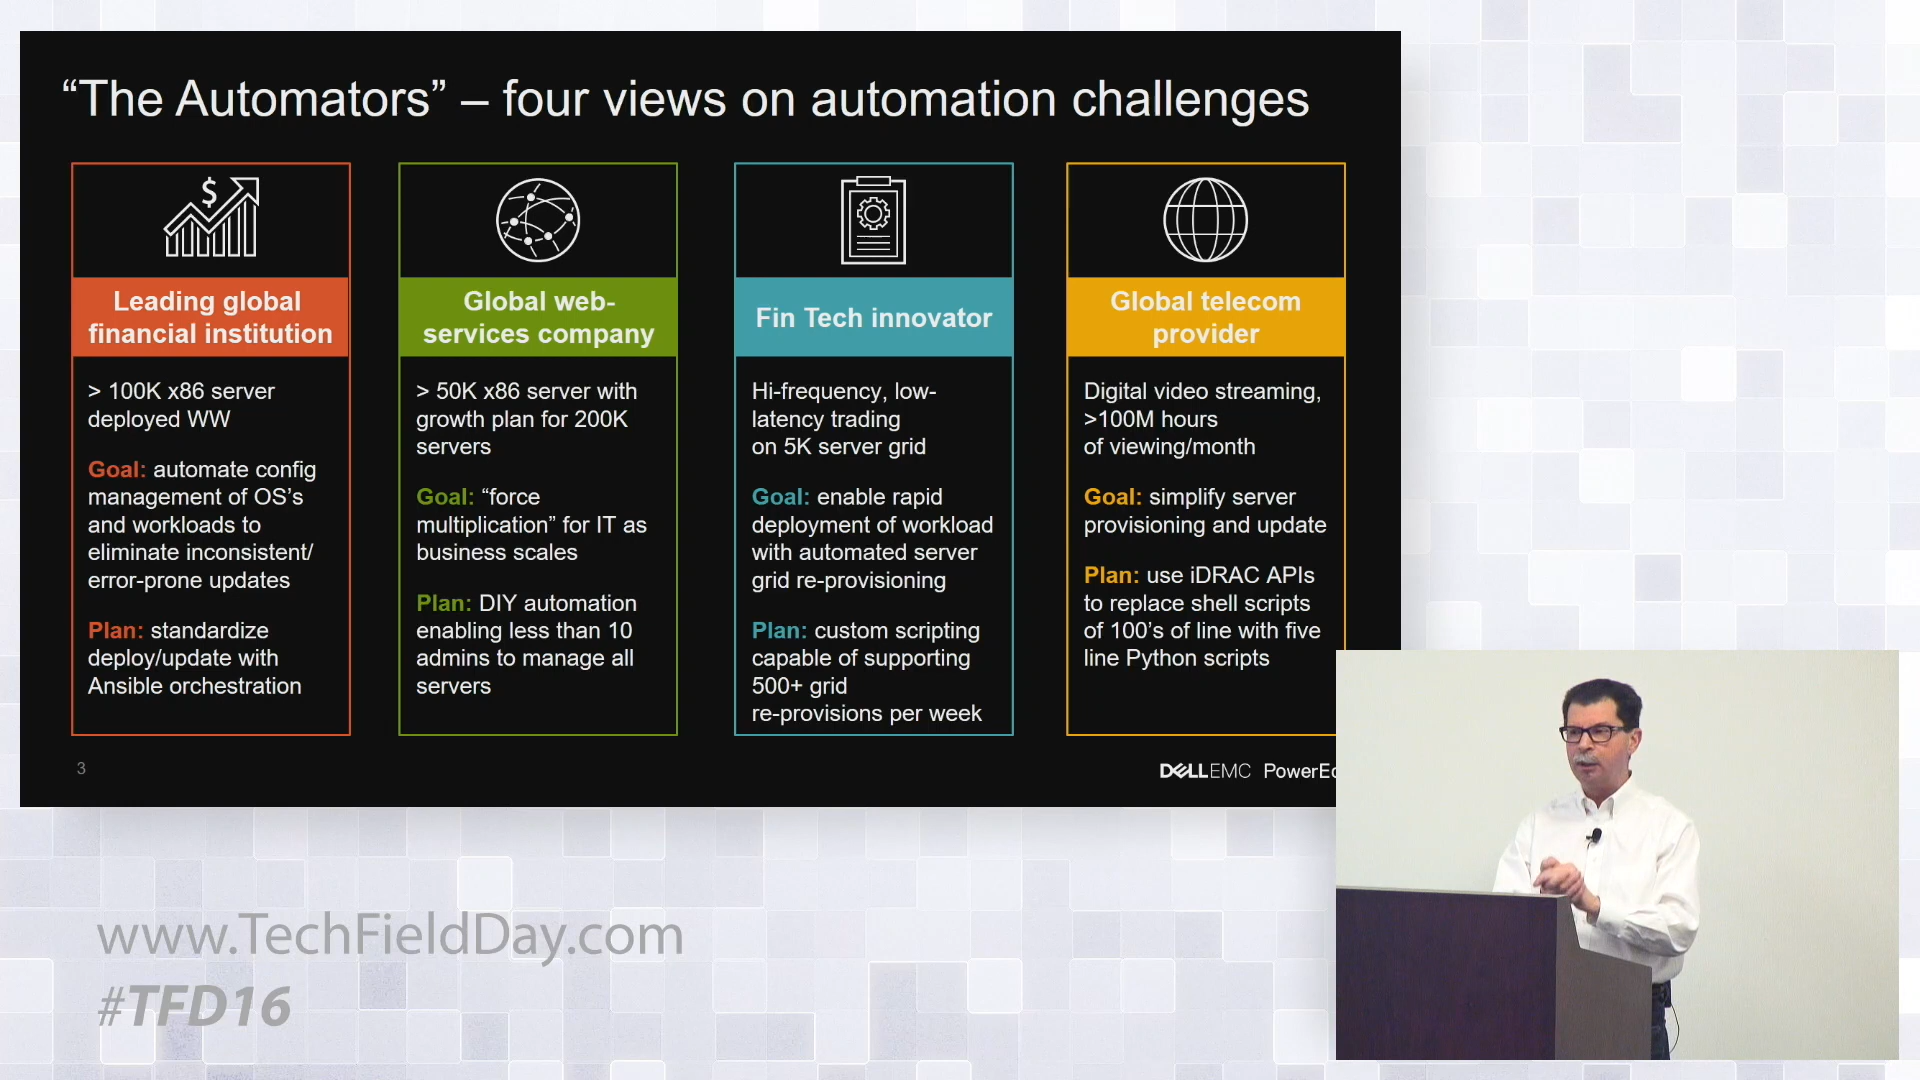 “The Automators” – four views on automation challenges
$
Leading global
financial institution
> 100K x86 server
deployed WW
Goal: automate config
management of OS’s
and workloads to
eliminate inconsistent/
error-prone updates
Plan: standardize
deploy/update with
Ansible orchestration
Global web-
services company
> 50K x86 server with
growth plan for 200K
servers
Goal: “force
multiplication” for IT as
business scales
Plan: DIY automation
enabling less than 10
admins to manage all
servers
Fin Tech innovator
Hi-frequency, low-
latency trading
on 5K server grid
Goal: enable rapid
deployment of workload
with automated server
grid re-provisioning
Plan: custom scripting
capable of supporting
500+ grid
re-provisions per week
Global telecom
provider
Digital video streaming,
>100M hours
of viewing/month
Goal: simplify server
provisioning and update
Plan: use iDRAC APIs
to replace shell scripts
of 100’s of line with five
line Python scripts
3
DELLEMC PowerEd
www.TechFieldDay.com
#TFD16